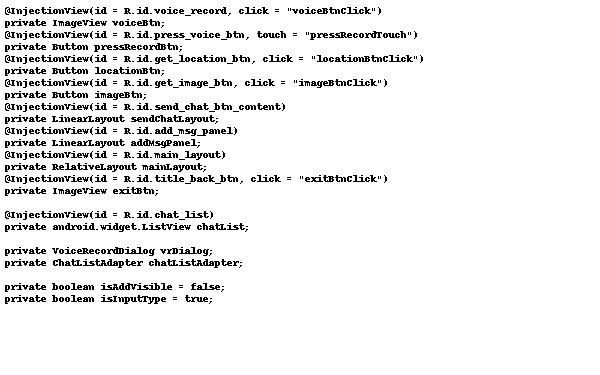 @InjectionView(id = R.id.voice_record, click = "voiceBtnClick")
private ImageView voiceBtn;
@InjectionView(id = R.id.press_voice_btn, touch = "pressRecordTouch")
private Button pressRecordBtn;
@InjectionView(id = R.id.get_location_btn, click = "locationBtnClick")
private Button locationBtn;
@InjectionView(id = R.id.get_image_btn, click = "imageBtnClick")
private Button imageBtn;
@InjectionView(id = R.id.send_chat_btn_content)
private LinearLayout sendChatLayout;
@InjectionView(id = R.id.add_msg_panel)
private LinearLayout addMsgPanel;
@InjectionView(id = R.id.main_layout)
private RelativeLayout mainLayout;
@InjectionView(id = R.id.title_back_btn, click = "exitBtnClick")
private ImageView exitBtn;
@InjectionView(id = R.id.chat_list)
private android.widget.ListView chatList;
private VoiceRecordDialog vrDialog;
private ChatListAdapter chatListAdapter;
private boolean isAddVisible = false;
private boolean isInputType = true;